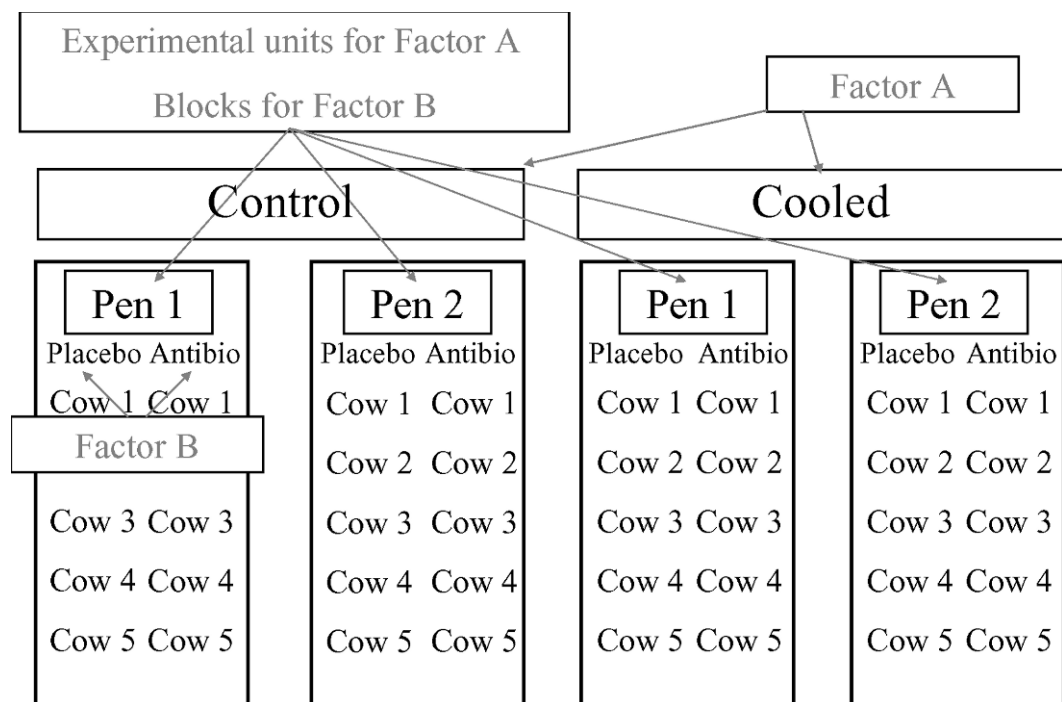 Experimental units for Factor A
Blocks for Factor B
Factor A
Control
Cooled
Pen 1
Pen 2
Pen 1
Pen 2
Placebo Antibio
Placebo Antibio
Placebo Antibio
Placebo Antibio
Cow 1 Cow 1
Cow 1 Cow 1
Cow 1 Cow 1
Cow 1 Cow 1
Factor B
Cow 2 Cow 2
Cow 2 Cow 2
Cow 2 Cow 2
Cow 3 Cow 3
Cow 3 Cow 3
Cow 3 Cow 3
Cow 3 Cow 3
Cow 4 Cow 4
Cow 4 Cow 4
Cow 4 Cow 4
Cow 4 Cow 4
Cow 5 Cow 5
Cow 5 Cow 5
Cow 5 Cow 5
Cow 5 Cow 5